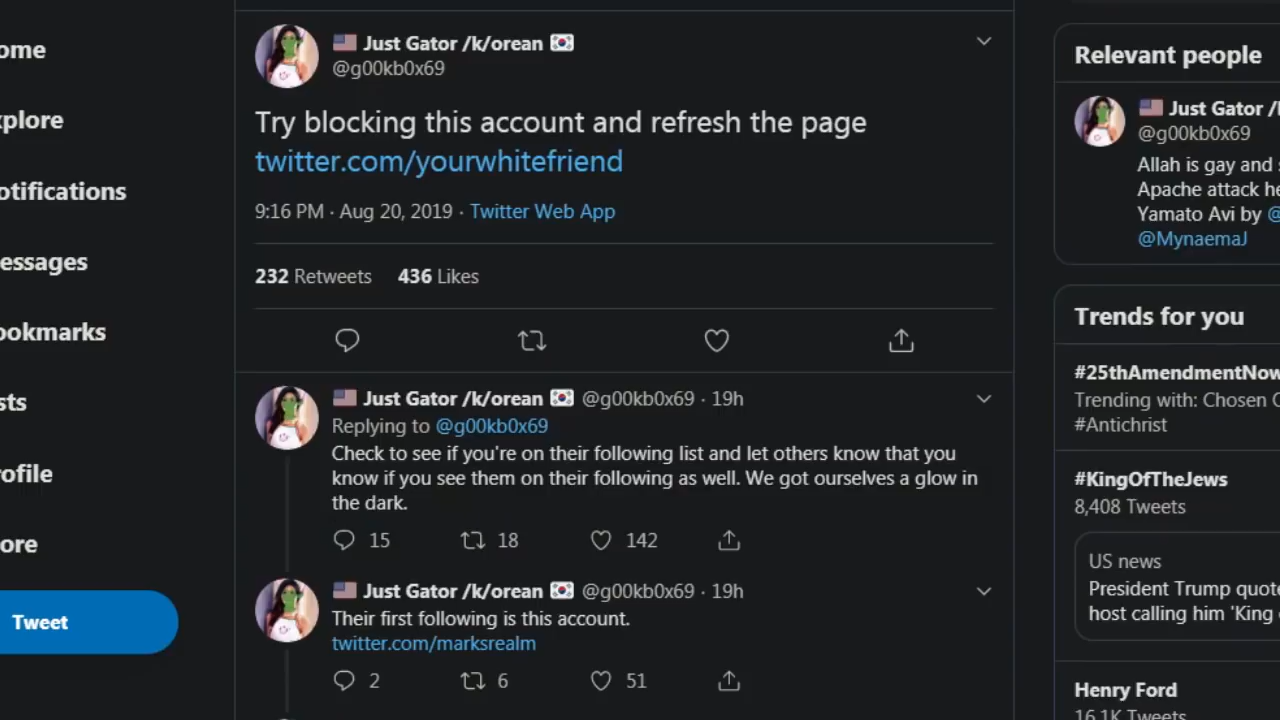 ome
xplore
otifications
essages
ookmarks
sts
rofile
ore
Tweet
Just Gator /k/orean
@g00kb0x69
Try blocking this account and refresh the page
twitter.com/yourwhitefriend
9:16 PM · Aug 20, 2019 · Twitter Web App
232 Retweets 436 Likes
Just Gator /k/orean @g00kb0x69 · 19h
Replying to @g00kb0x69
Check to see if you're on their following list and let others know that you
know if you see them on their following as well. We got ourselves a glow in
the dark.
15 18 142
Just Gator /k/orean @g00kb0x69 · 19h
Their first following is this account.
twitter.com/marksrealm
2 6 51
Relevant people
Just Gator /
@g00kb0x69
Allah is gay and
Apache attack he
Yamato Avi by @
@MynaemaJ
Trends for you
#25thAmendmentNow
Trending with: Chosen
#Antichrist
#KingOfTheJews
8,408 Tweets
US news
President Trump quote
host calling him 'King
Henry Ford
16.1K Tweets